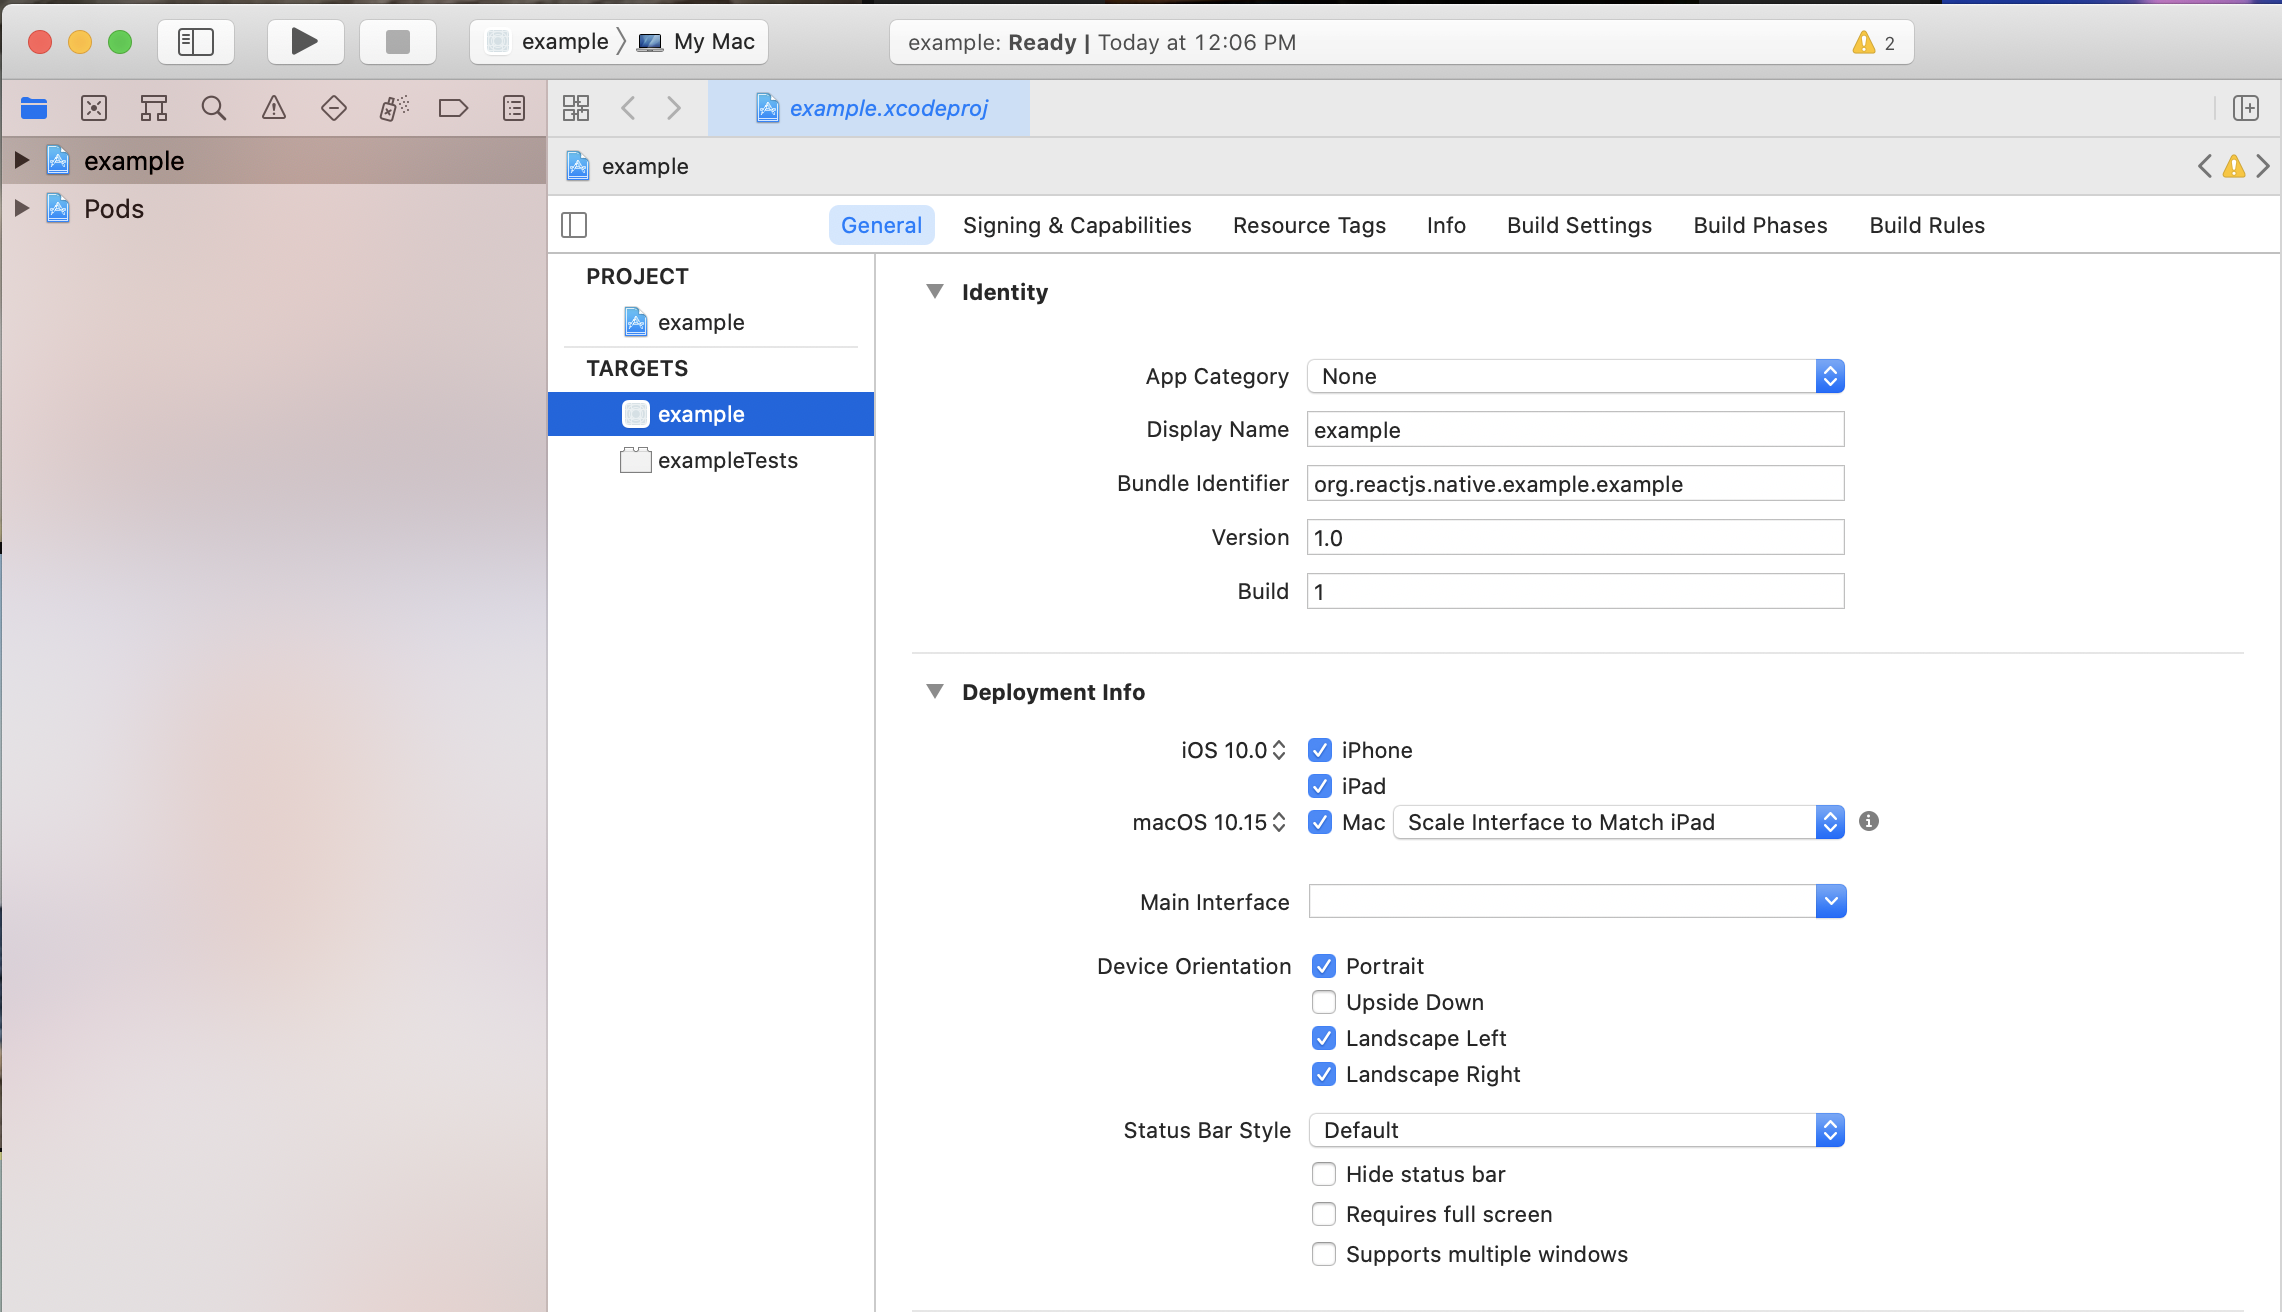 example 〉 My Mac
example: Ready | Today at 12:06 PM
2
example.xcodeproj
example
Pods
example
General Signing & Capabilities Resource Tags Info Build Settings Build Phases Build Rules
PROJECT
example
TARGETS
example
exampleTests
Identity
App Category None
Display Name example
Bundle Identifier org.reactjs.native.example.example
Version 1.0
Build 1
Deployment Info
iOS 10.0 iPhone
iPad
macOS 10.15 Mac Scale Interface to Match iPad
Main Interface
Device Orientation Portrait
Upside Down
Landscape Left
Landscape Right
Status Bar Style Default
Hide status bar
Requires full screen
Supports multiple windows